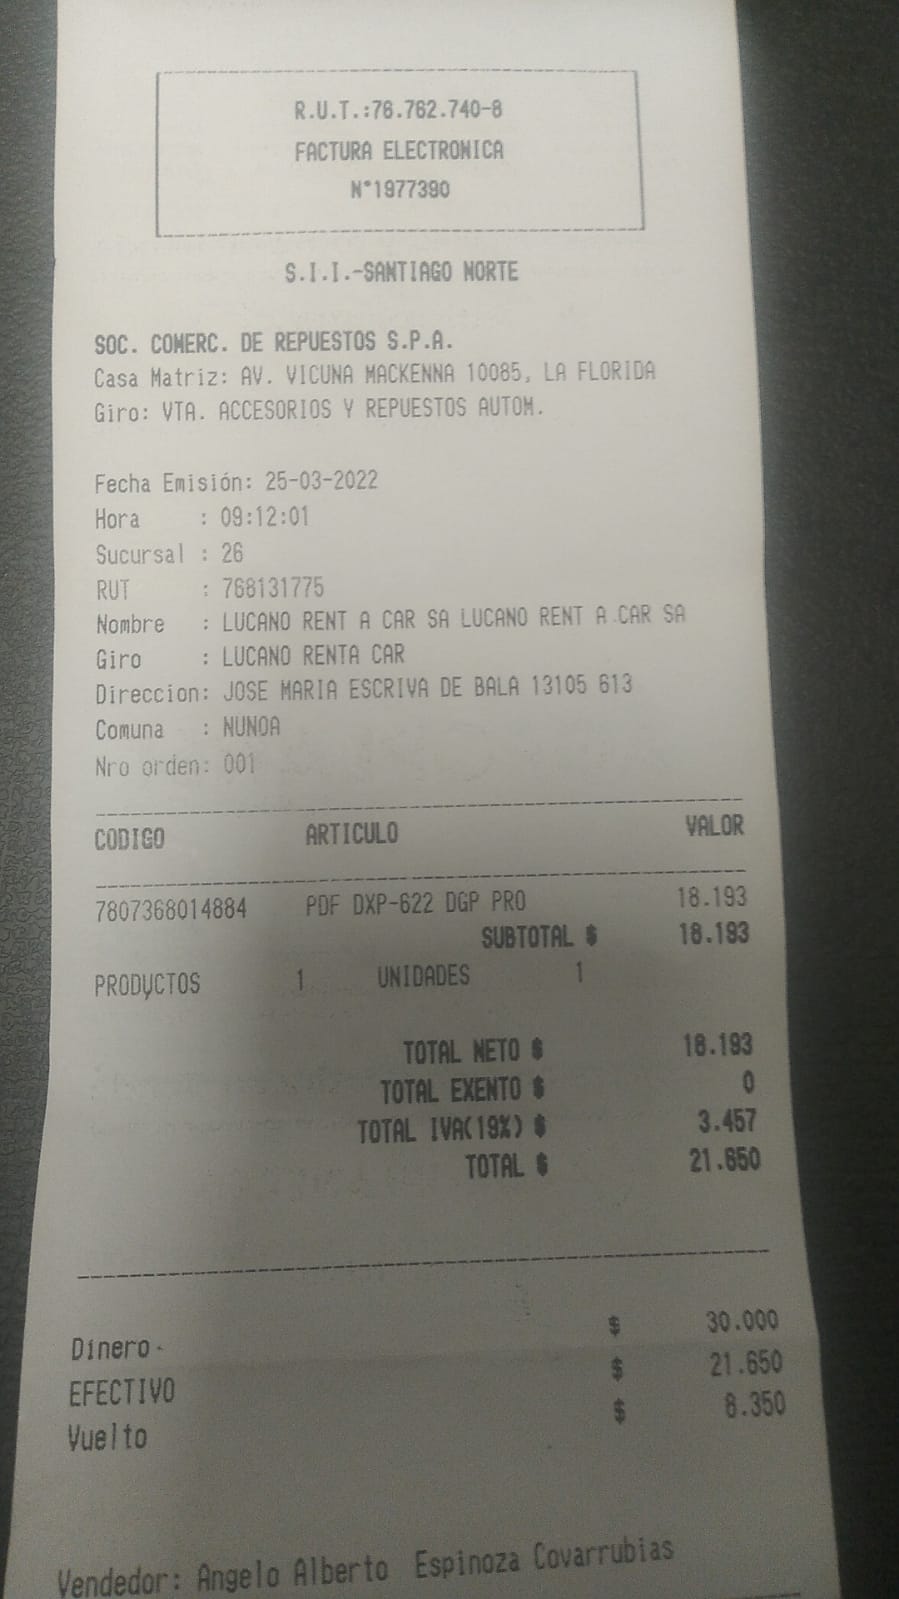 R.U.T.:76.762.740-8
FACTURA ELECTRONICA
N°1977390
S.I.I.-SANTIAGO NORTE
SOC. COMERC. DE REPUESTOS S.P.A.
Casa Matriz: AV. VICUNA MACKENNA 10085, LA FLORIDA
Giro: VTA. ACCESORIOS Y REPUESTOS AUTOM.
Fecha Emisión: 25-03-2022
Hora : 09:12:01
Sucursal : 26
RUT : 768131775
Nombre : LUCANO RENT A CAR SA LUCANO RENT A CAR SA
Giro : LUCANO RENTA CAR
Direccion: JOSE MARIA ESCRIVA DE BALA 13105 613
Comuna : NUNOA
Nro orden: 001
CODIGO ARTICULO VALOR
7807368014884 PDF DXP-622 DGP PRO 18.193
SUBTOTAL $ 18.193
PRODUCTOS 1 UNIDADES 1
TOTAL NETO $ 18.193
TOTAL EXENTO $ 0
TOTAL IVA(19%) $ 3.457
TOTAL $ 21.650
Dinero $ 30.000
EFECTIVO $ 21.650
Vuelto $ 8.350
Vendedor: Angelo Alberto Espinoza Covarrubias